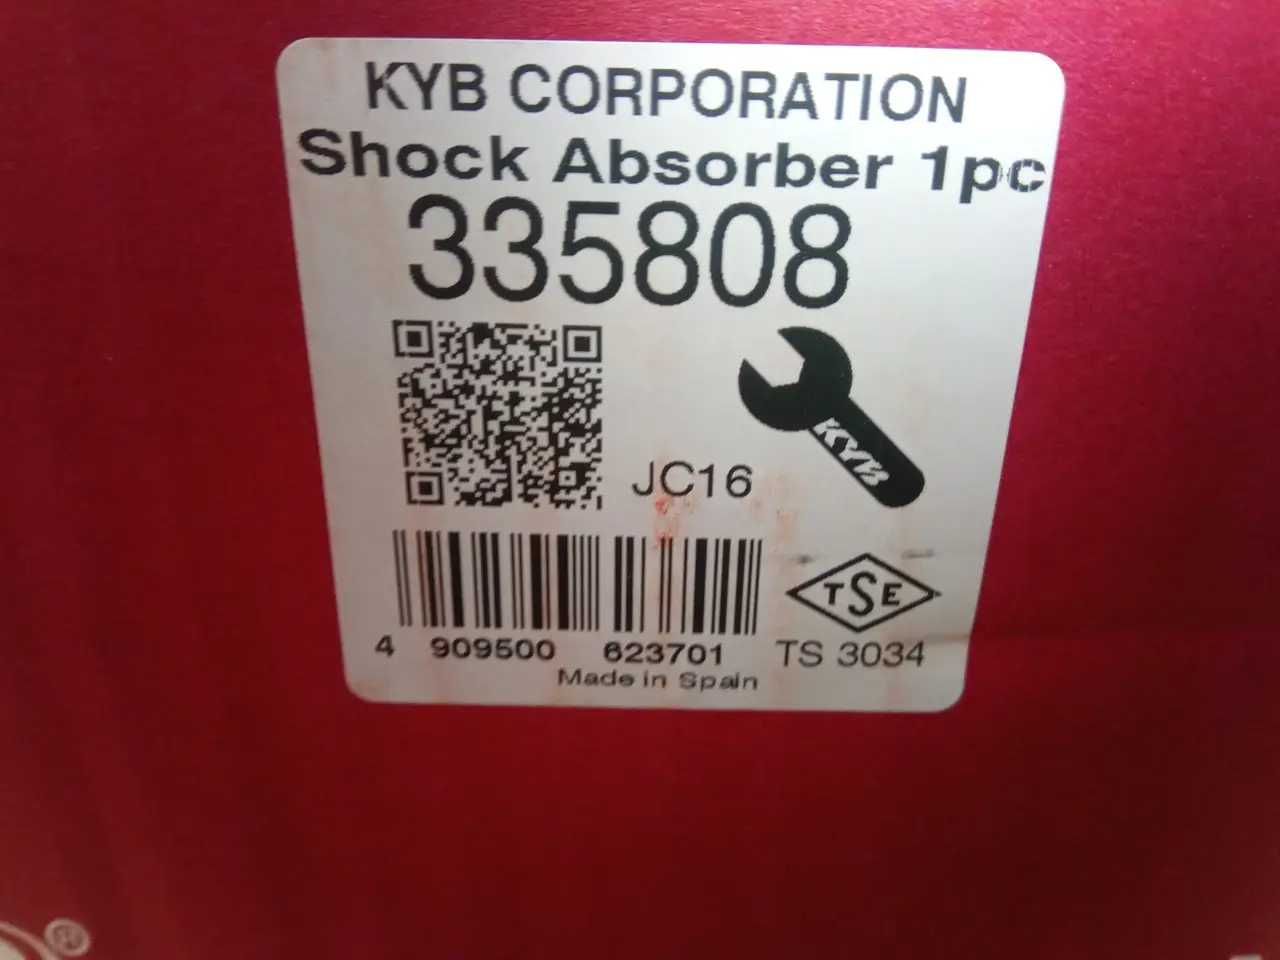 KYB CORPORATION
Shock Absorber 1pc
335808
KYB
JC16
TSE
4 909500 623701
TS 3034
Made in Spain
®